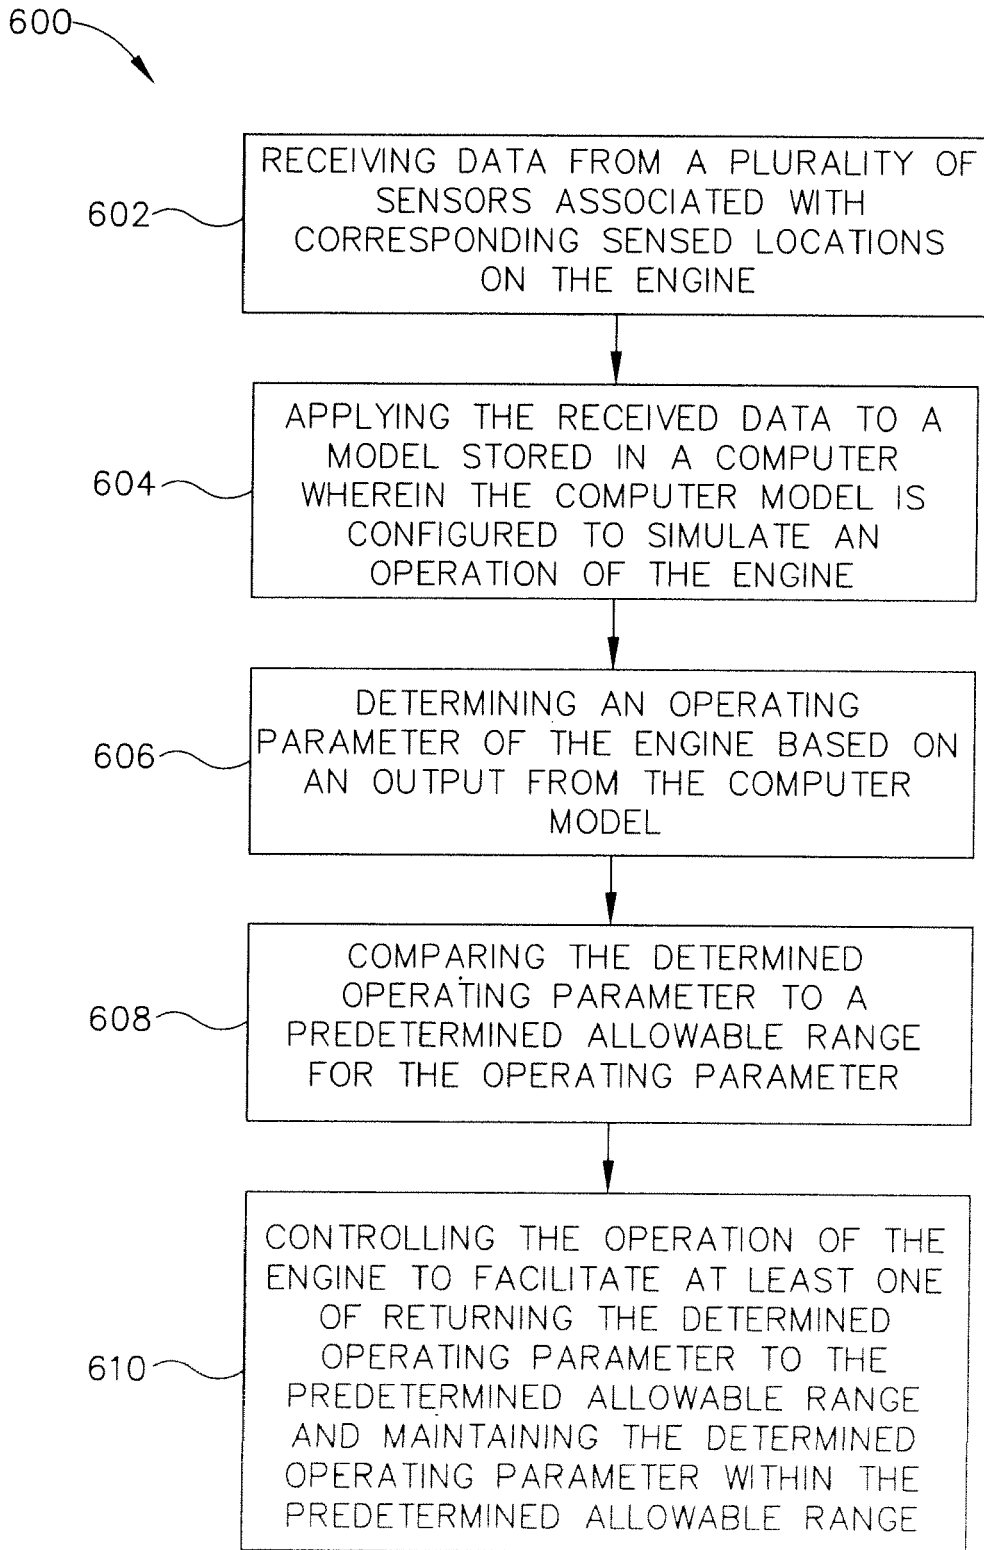 600
RECEIVING DATA FROM A PLURALITY OF
SENSORS ASSOCIATED WITH
CORRESPONDING SENSED LOCATIONS
ON THE ENGINE
602
APPLYING THE RECEIVED DATA TO A
MODEL STORED IN A COMPUTER
WHEREIN THE COMPUTER MODEL IS
CONFIGURED TO SIMULATE AN
OPERATION OF THE ENGINE
604
DETERMINING AN OPERATING
PARAMETER OF THE ENGINE BASED ON
AN OUTPUT FROM THE COMPUTER
MODEL
606
COMPARING THE DETERMINED
OPERATING PARAMETER TO A
PREDETERMINED ALLOWABLE RANGE
FOR THE OPERATING PARAMETER
608
CONTROLLING THE OPERATION OF THE
ENGINE TO FACILITATE AT LEAST ONE
OF RETURNING THE DETERMINED
OPERATING PARAMETER TO THE
PREDETERMINED ALLOWABLE RANGE
AND MAINTAINING THE DETERMINED
OPERATING PARAMETER WITHIN THE
PREDETERMINED ALLOWABLE RANGE
610